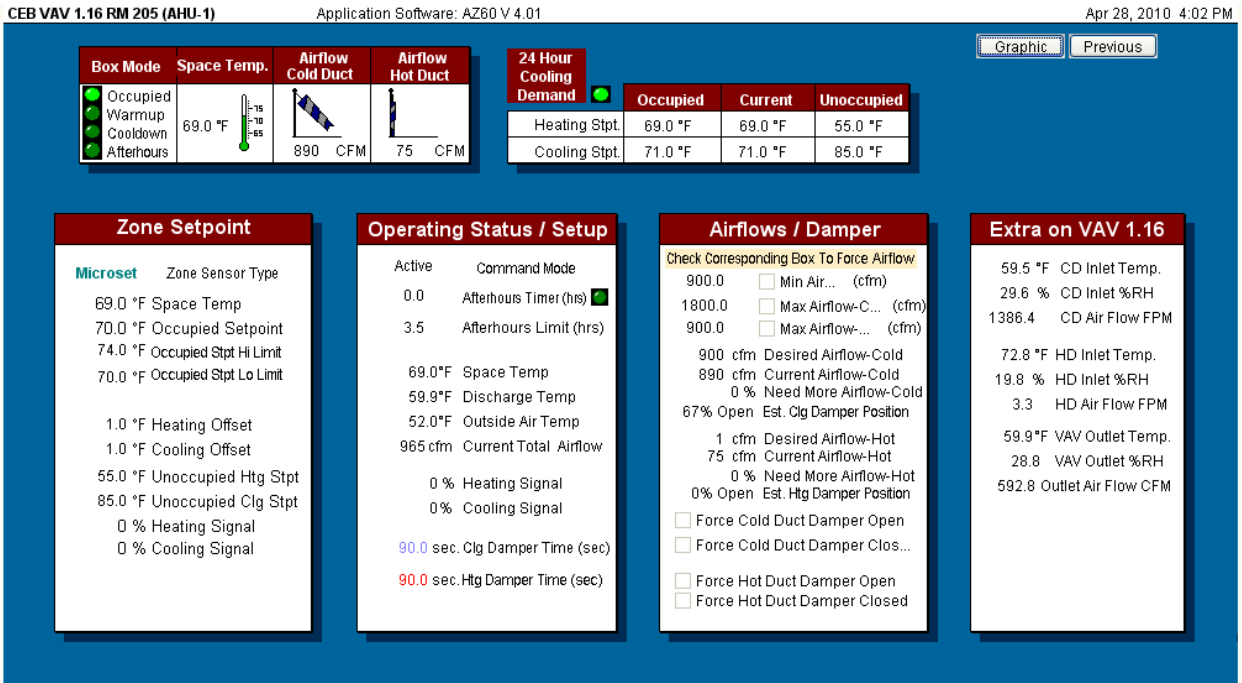 CEB VAV 1.16 RM 205 (AHU-1) Application Software: AZ60 V 4.01 Apr 28, 2010 4:02 PM
Graphic Previous
Box Mode Space Temp. Airflow Cold Duct Airflow Hot Duct
Occupied
Warmup
Cooldown
Afterhours
69.0 °F
-75
-70
-65
890 CFM
75 CFM
24 Hour
Cooling
Demand
Occupied Current Unoccupied
Heating Stpt. 69.0 °F 69.0 °F 55.0 °F
Cooling Stpt. 71.0 °F 71.0 °F 85.0 °F
Zone Setpoint
Microset Zone Sensor Type
69.0 °F Space Temp
70.0 °F Occupied Setpoint
74.0 °F Occupied Stpt Hi Limit
70.0 °F Occupied Stpt Lo Limit
1.0 °F Heating Offset
1.0 °F Cooling Offset
55.0 °F Unoccupied Htg Stpt
85.0 °F Unoccupied Clg Stpt
0 % Heating Signal
0 % Cooling Signal
Operating Status / Setup
Active Command Mode
0.0 Afterhours Timer (hrs)
3.5 Afterhours Limit (hrs)
69.0°F Space Temp
59.9°F Discharge Temp
52.0°F Outside Air Temp
965 cfm Current Total Airflow
0 % Heating Signal
0% Cooling Signal
90.0 sec. Clg Damper Time (sec)
90.0 sec. Htg Damper Time (sec)
Airflows / Damper
Check Corresponding Box To Force Airflow
900.0 Min Air... (cfm)
1800.0 Max Airflow-C... (cfm)
900.0 Max Airflow-... (cfm)
900 cfm Desired Airflow-Cold
890 cfm Current Airflow-Cold
0 % Need More Airflow-Cold
67% Open Est. Clg Damper Position
1 cfm Desired Airflow-Hot
75 cfm Current Airflow-Hot
0 % Need More Airflow-Hot
0% Open Est. Htg Damper Position
Force Cold Duct Damper Open
Force Cold Duct Damper Clos...
Force Hot Duct Damper Open
Force Hot Duct Damper Closed
Extra on VAV 1.16
59.5 °F CD Inlet Temp.
29.6 % CD Inlet %RH
1386.4 CD Air Flow FPM
72.8 °F HD Inlet Temp.
19.8 % HD Inlet %RH
3.3 HD Air Flow FPM
59.9°F VAV Outlet Temp.
28.8 VAV Outlet %RH
592.8 Outlet Air Flow CFM